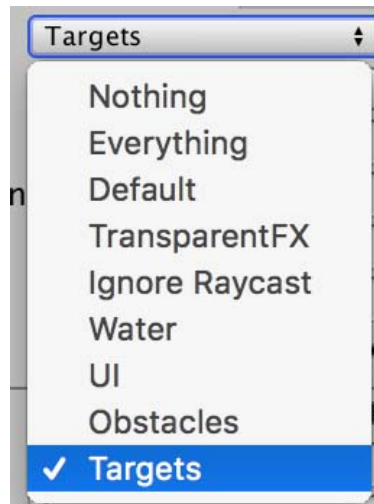 Targets
Nothing
Everything
Default
TransparentFX
Ignore Raycast
Water
UI
Obstacles
✓ Targets